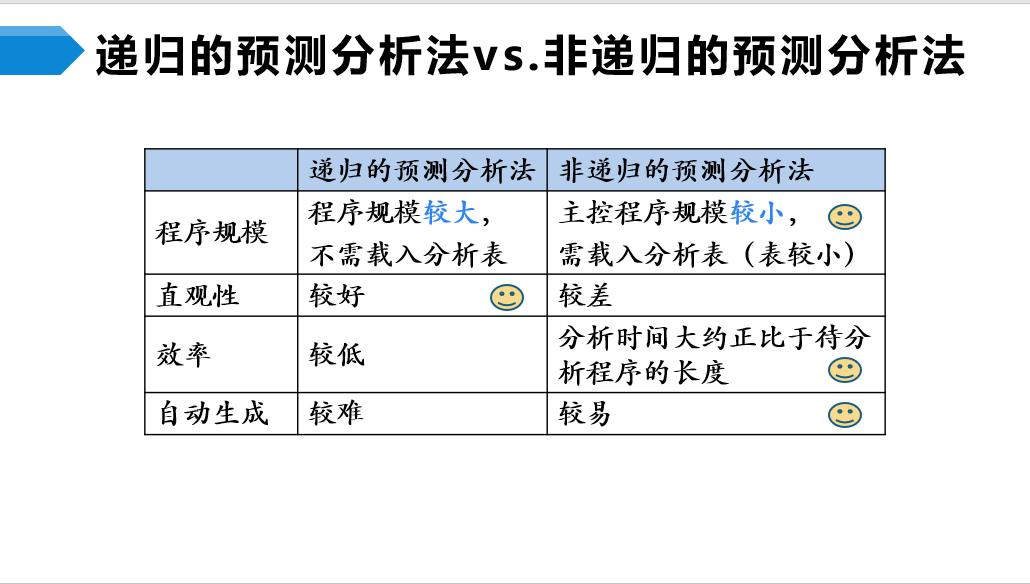 递归的预测分析法vs.非递归的预测分析法
递归的预测分析法 非递归的预测分析法
程序规模
程序规模较大,
不需载入分析表
主控程序规模较小,
需载入分析表（表较小）
直观性 较好 较差
效率 较低
分析时间大约正比于待分
析程序的长度
自动生成 较难 较易